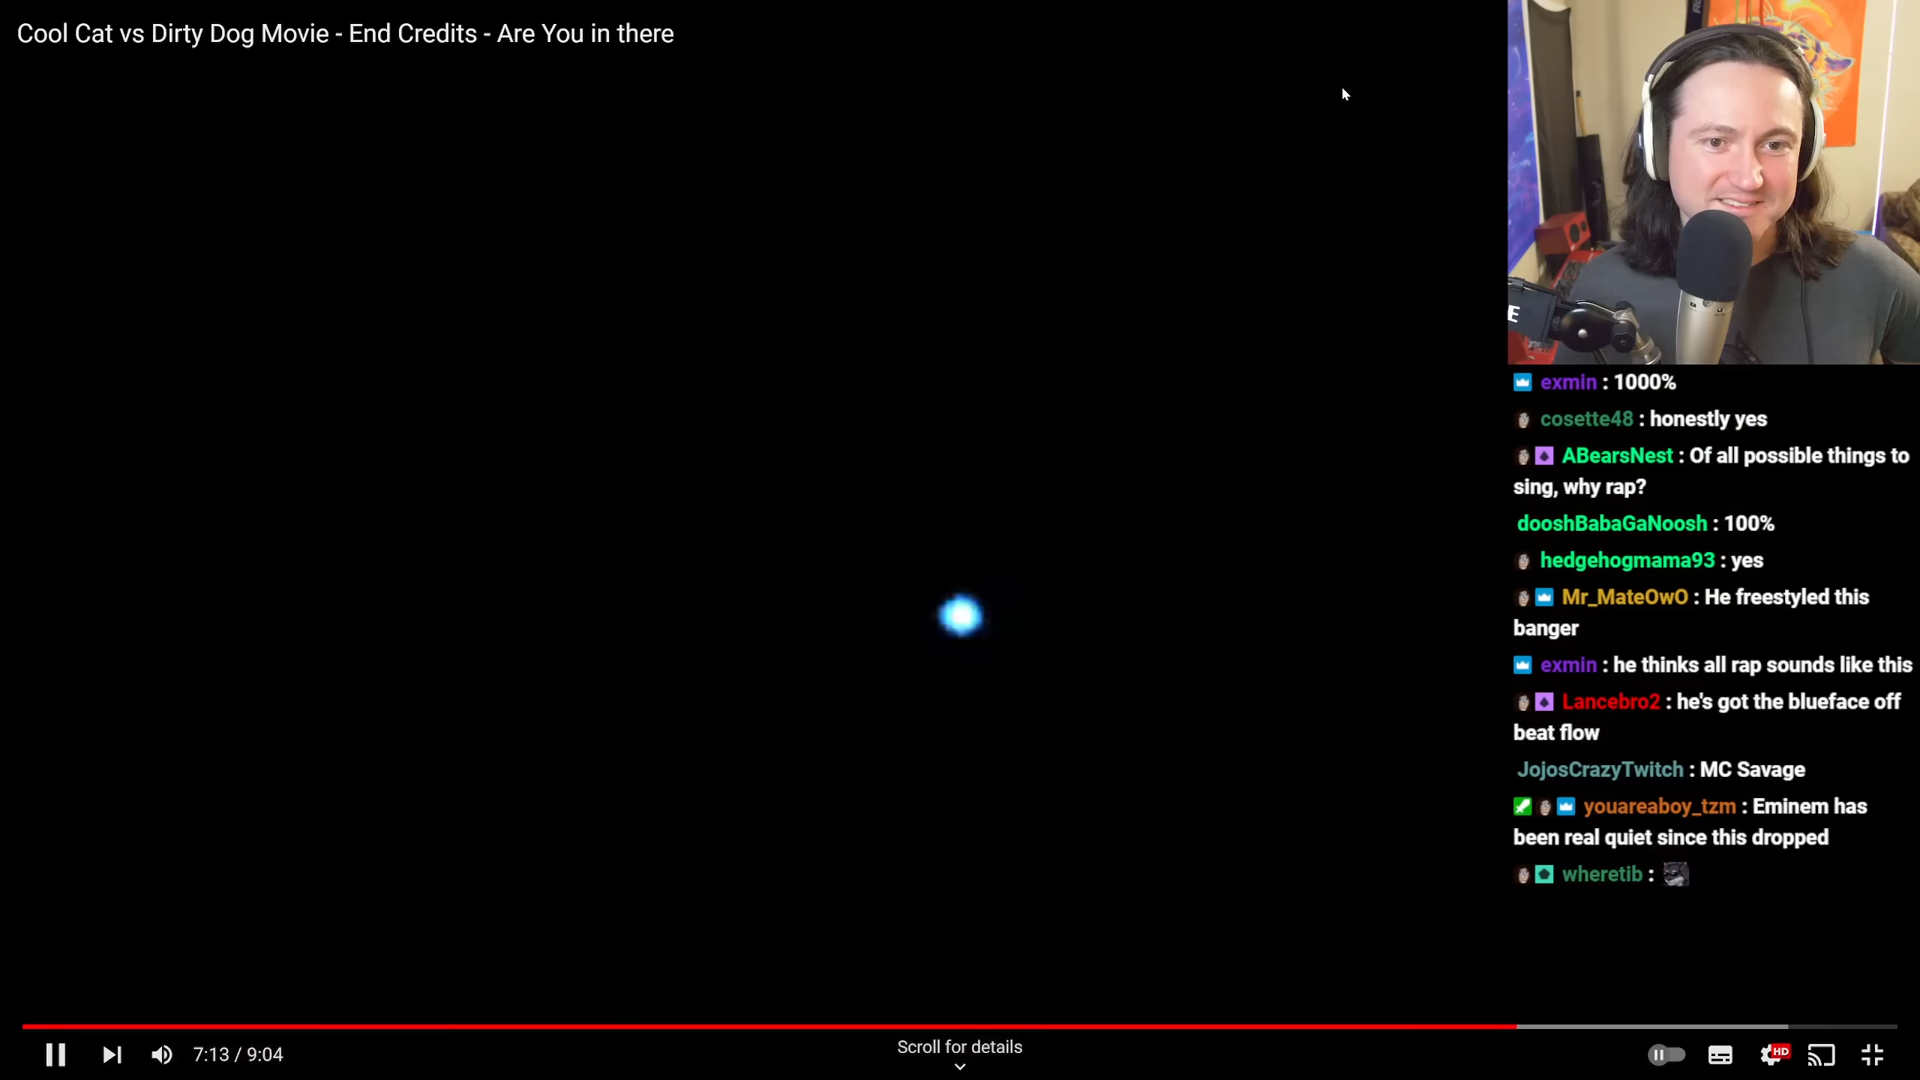 Cool Cat vs Dirty Dog Movie - End Credits - Are You in there
E
exmin : 1000%
cosette48 : honestly yes
ABearsNest : Of all possible things to
sing, why rap?
dooshBabaGaNoosh : 100%
hedgehogmama93 : yes
Mr_MateOwO : He freestyled this
banger
exmin : he thinks all rap sounds like this
Lancebro2 : he's got the blueface off
beat flow
JojosCrazyTwitch : MC Savage
youareaboy_tzm : Eminem has
been real quiet since this dropped
wheretib :
7:13 / 9:04
Scroll for details
HD